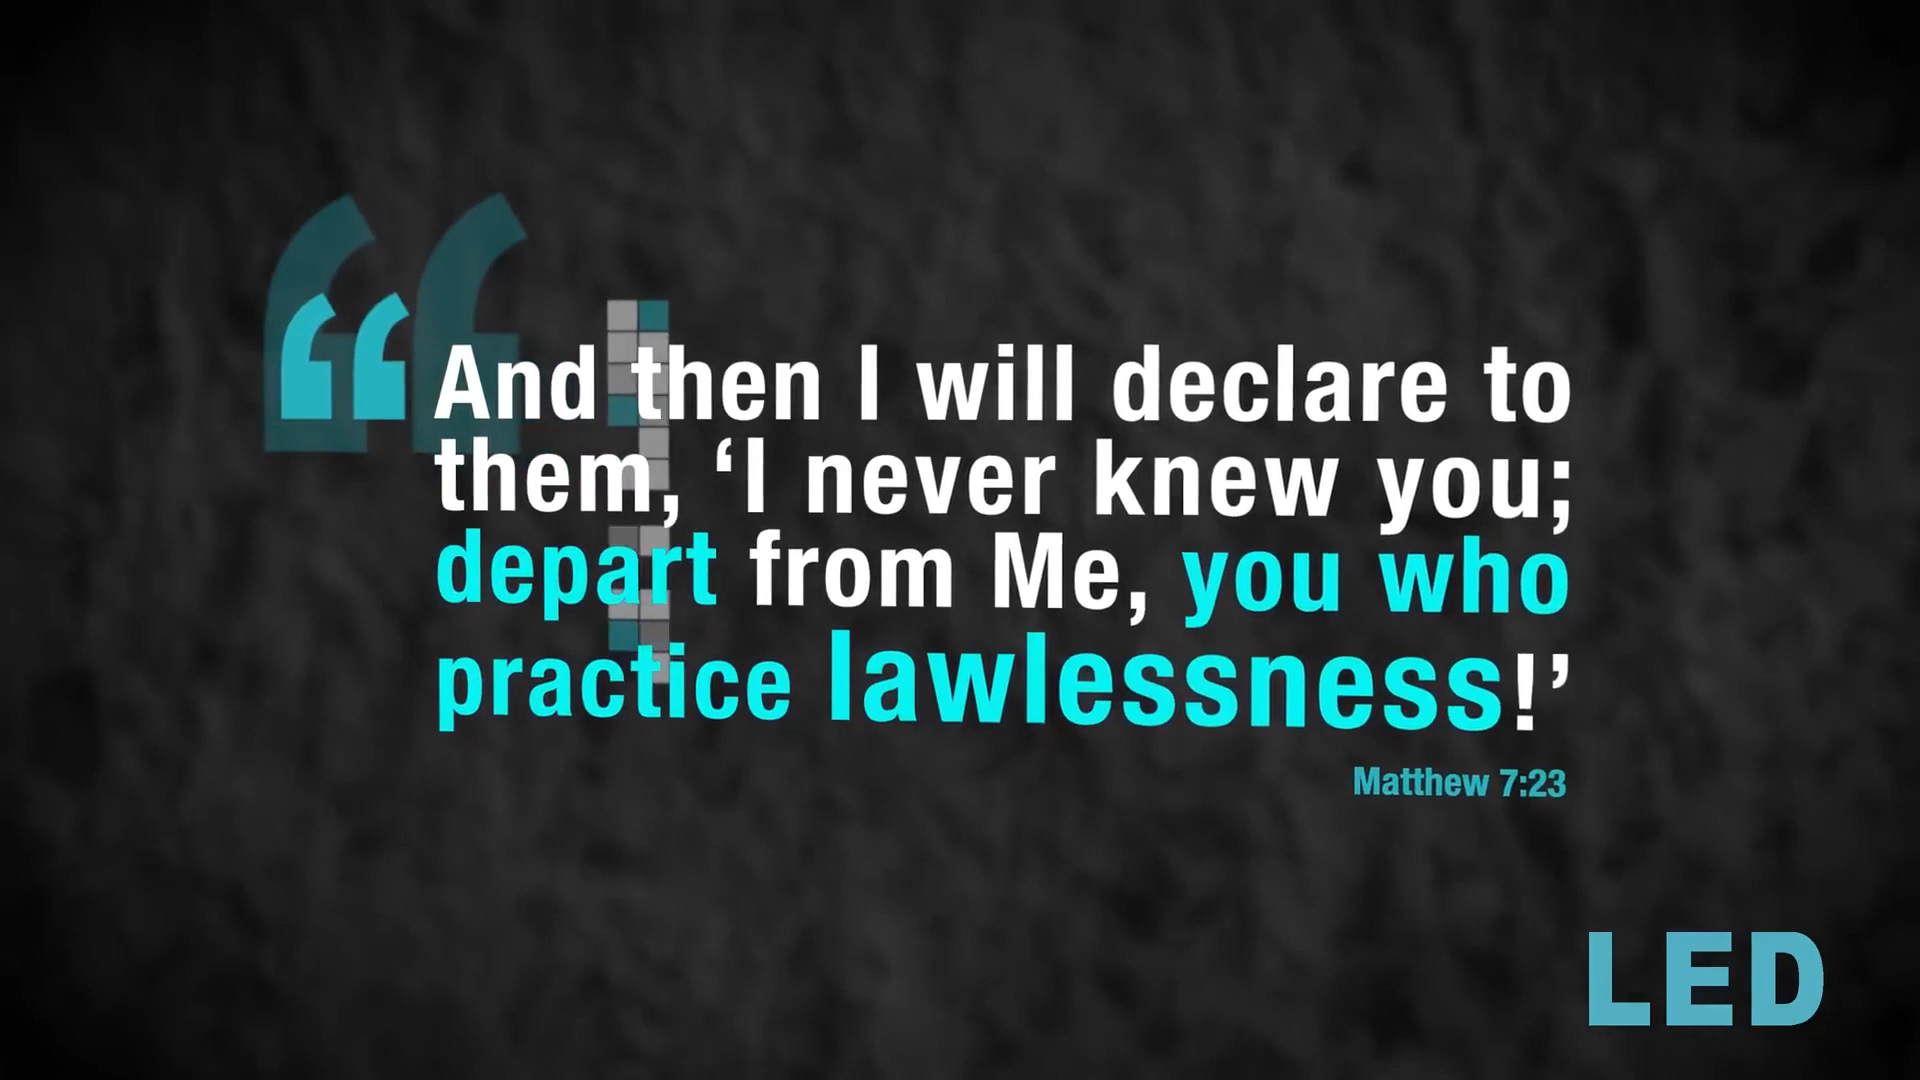 “And then I will declare to
them, ‘I never knew you;
depart from Me, you who
practice lawlessness!’
Matthew 7:23
LED